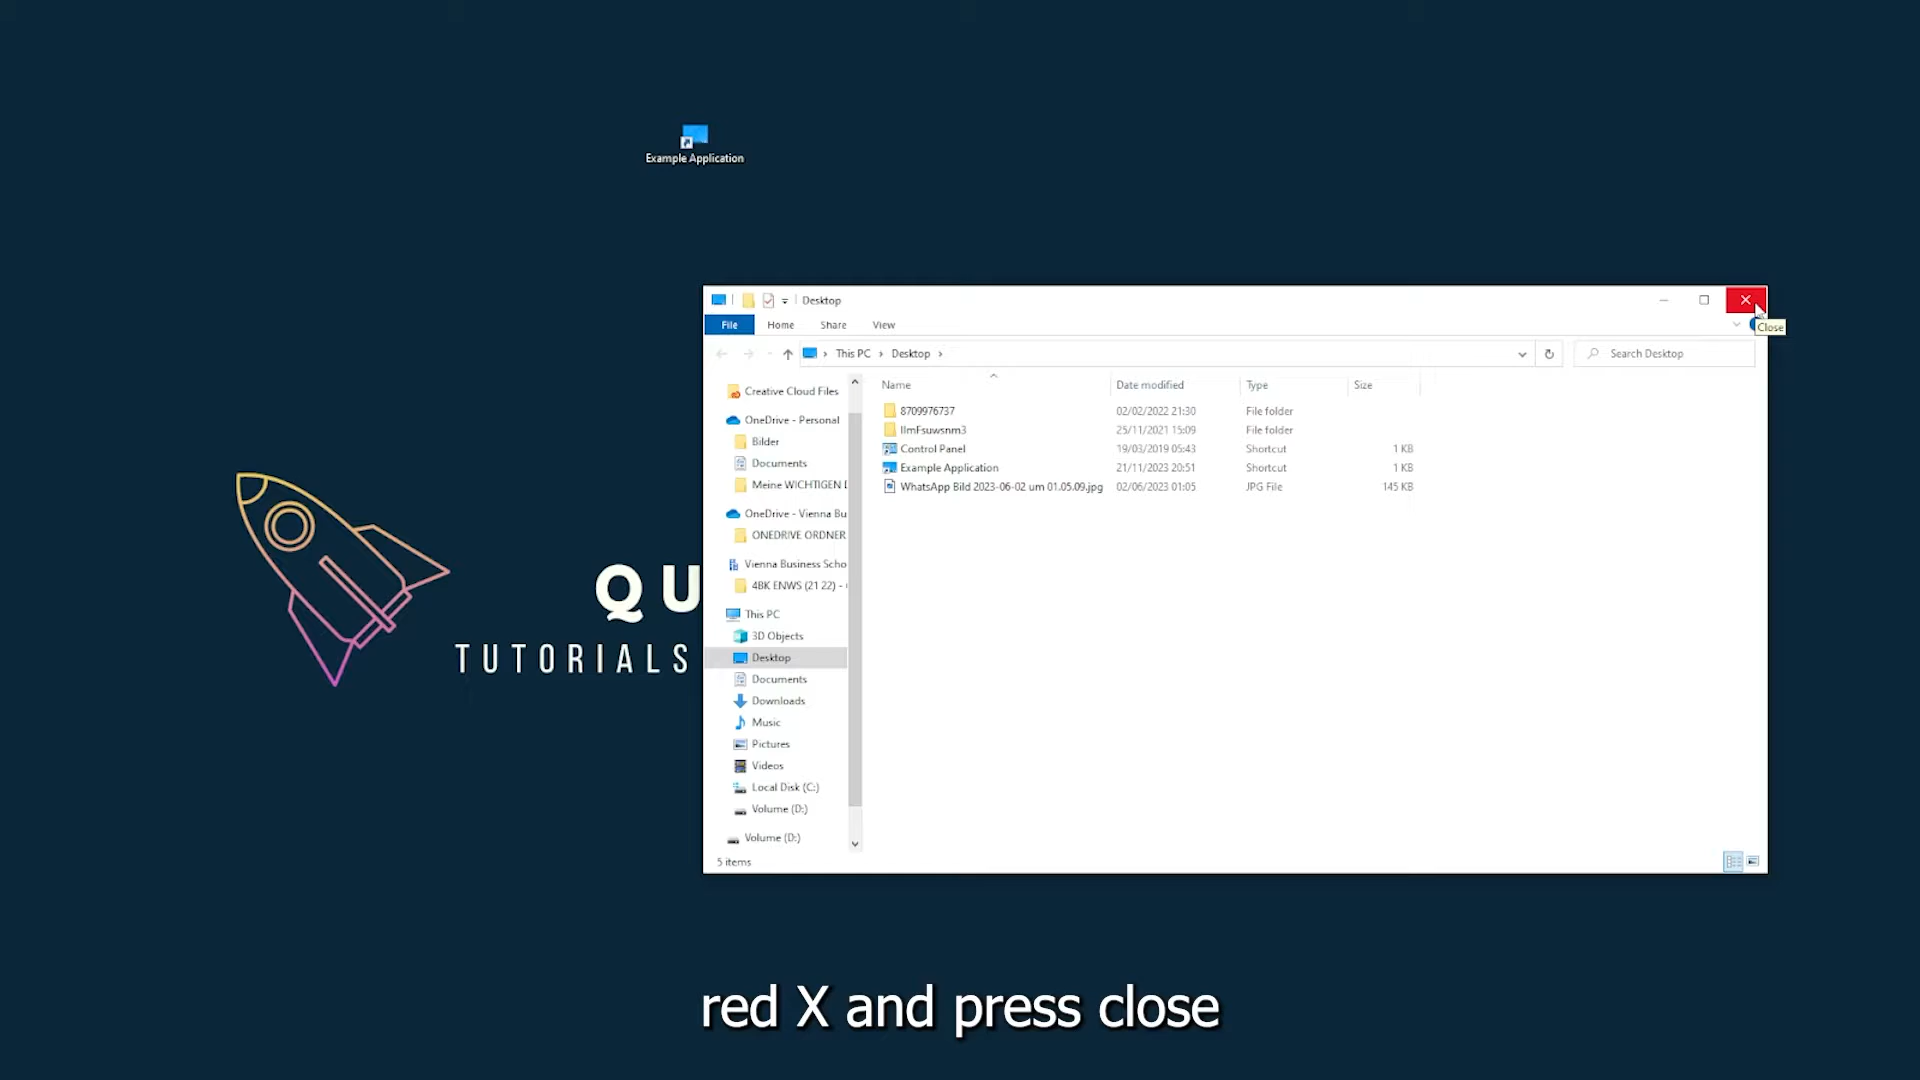 Example Application
Desktop
File Home Share View
Close
This PC Desktop
Search Desktop
Name Date modified Type Size
8709976737 02/02/2022 21:30 File folder
IlmFsuwsnm3 25/11/2021 15:09 File folder
Control Panel 19/03/2019 05:43 Shortcut 1 KB
Example Application 21/11/2023 20:51 Shortcut 1 KB
WhatsApp Bild 2023-06-02 um 01.05.09.jpg 02/06/2023 01:05 JPG File 145 KB
Creative Cloud Files
OneDrive - Personal
Bilder
Documents
Meine WICHTIGEN
OneDrive - Vienna Bu
ONEDRIVE ORDNER
Vienna Business Scho
4BK ENWS (21 22) -
This PC
3D Objects
Desktop
Documents
Downloads
Music
Pictures
Videos
Local Disk (C:)
Volume (D:)
Volume (D:)
5 items
QU
TUTORIALS
red X and press close